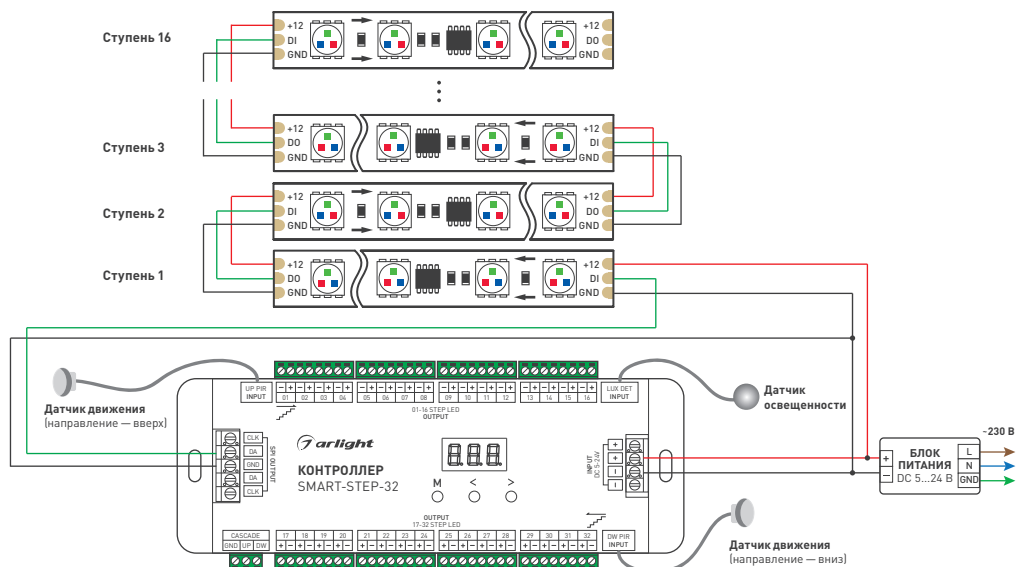 Ступень 16
+12
DI
GND
+12
DO
GND
Ступень 3
+12
DO
GND
+12
DI
GND
Ступень 2
+12
DI
GND
+12
DO
GND
Ступень 1
+12
DO
GND
+12
DI
GND
Датчик движения
(направление — вверх)
UP PIR
INPUT
- + - + - + - +
01 02 03 04
- + - + - + - +
05 06 07 08
- + - + - + - +
09 10 11 12
- + - + - + - +
13 14 15 16
LUX DET
INPUT
01-16 STEP LED
OUTPUT
Датчик
освещенности
CLK
DA
GND
DA
CLK
SPI OUTPUT
arlight
КОНТРОЛЛЕР
SMART-STEP-32
888
M < >
INPUT
DC 5-24V
+
+
-
-
~230 В
БЛОК
ПИТАНИЯ
DC 5...24 В
+
−
L
N
GND
OUTPUT
17-32 STEP LED
CASCADE
GND UP DW
17 18 19 20
+ - + - + - + -
21 22 23 24
+ - + - + - + -
25 26 27 28
+ - + - + - + -
29 30 31 32
+ - + - + - + -
DW PIR
INPUT
Датчик движения
(направление — вниз)